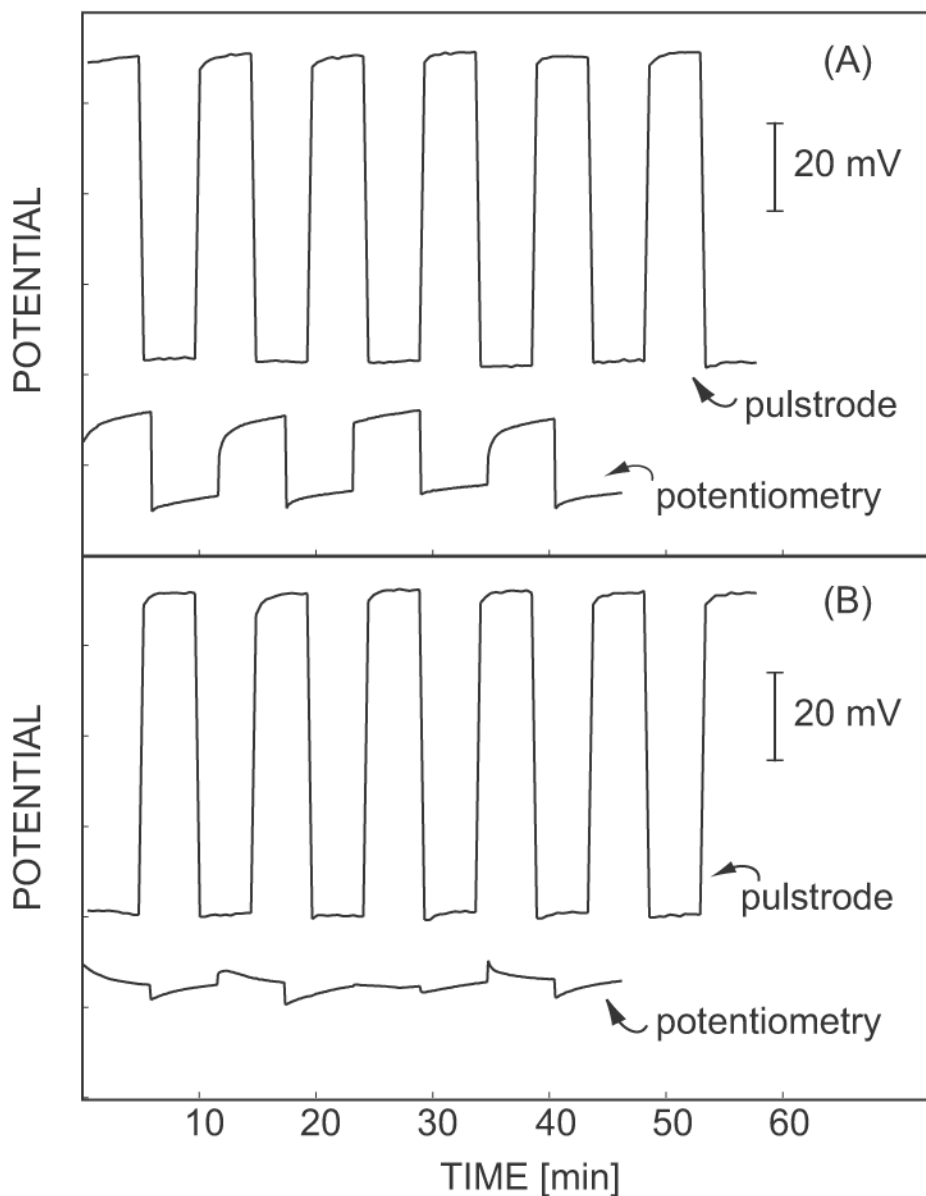 (A)
20 mV
POTENTIAL
pulstrode
potentiometry
(B)
20 mV
POTENTIAL
pulstrode
potentiometry
10 20 30 40 50 60
TIME [min]